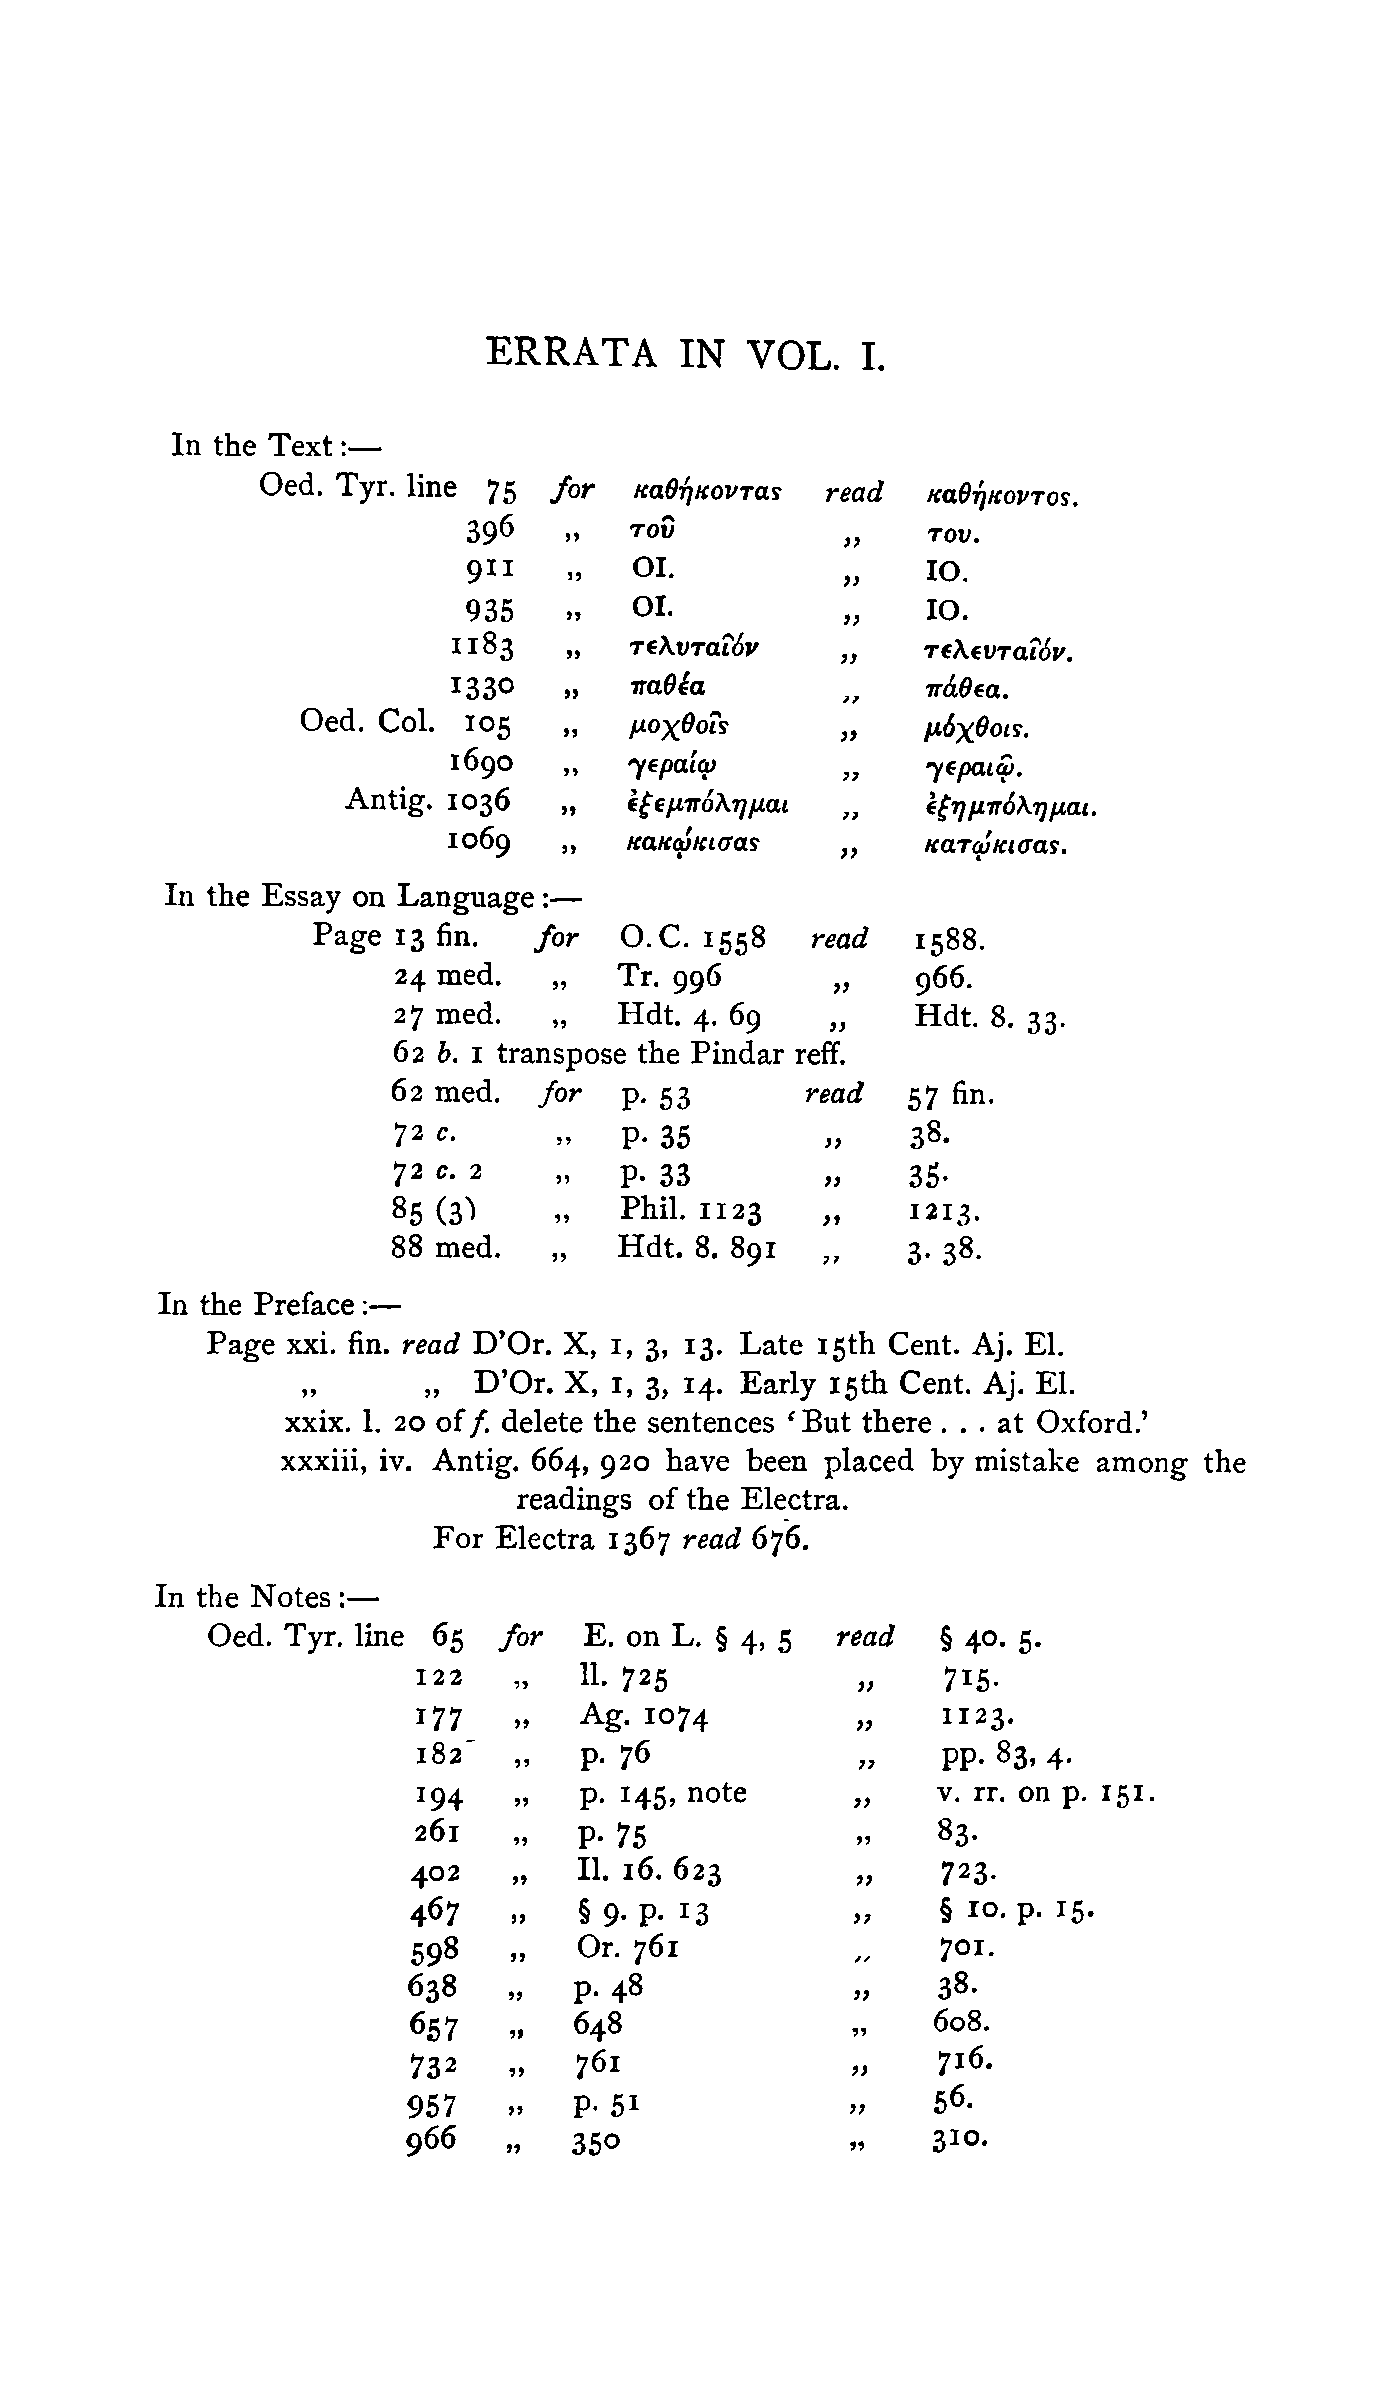 ERRATA IN VOL. I.
In the Text:—
Oed. Tyr. line 75 for καθήκοντας read καθήκοντος.
396 „ τοῦ „ του.
911 „ ΟΙ. „ ΙΟ.
935 „ ΟΙ. „ ΙΟ.
1183 „ τελυταῖόν „ τελευταῖόν.
1330 „ παθέα „ πάθεα.
Oed. Col. 105 „ μοχθοῖς „ μόχθοις.
1690 „ γεραίῳ „ γεραιῷ.
Antig. 1036 „ ἐξεμπόλημαι „ ἐξημπόλημαι.
1069 „ κακῴκισας „ κατῴκισας.
In the Essay on Language:—
Page 13 fin. for O. C. 1558 read 1588.
24 med. „ Tr. 996 „ 966.
27 med. „ Hdt. 4. 69 „ Hdt. 8. 33.
62 b. 1 transpose the Pindar reff.
62 med. for p. 53 read 57 fin.
72 c. „ p. 35 „ 38.
72 c. 2 „ p. 33 „ 35.
85 (3) „ Phil. 1123 „ 1213.
88 med. „ Hdt. 8. 891 „ 3. 38.
In the Preface:—
Page xxi. fin. read D'Or. X, 1, 3, 13. Late 15th Cent. Aj. El.
„ „ D'Or. X, 1, 3, 14. Early 15th Cent. Aj. El.
xxix. l. 20 of f. delete the sentences 'But there . . . at Oxford.'
xxxiii, iv. Antig. 664, 920 have been placed by mistake among the
readings of the Electra.
For Electra 1367 read 676.
In the Notes:—
Oed. Tyr. line 65 for E. on L. § 4, 5 read § 40. 5.
122 „ ll. 725 „ 715.
177 „ Ag. 1074 „ 1123.
182 „ p. 76 „ pp. 83, 4.
194 „ p. 145, note „ v. rr. on p. 151.
261 „ p. 75 „ 83.
402 „ Il. 16. 623 „ 723.
467 „ § 9. p. 13 „ § 10. p. 15.
598 „ Or. 761 „ 701.
638 „ p. 48 „ 38.
657 „ 648 „ 608.
732 „ 761 „ 716.
957 „ p. 51 „ 56.
966 „ 350 „ 310.